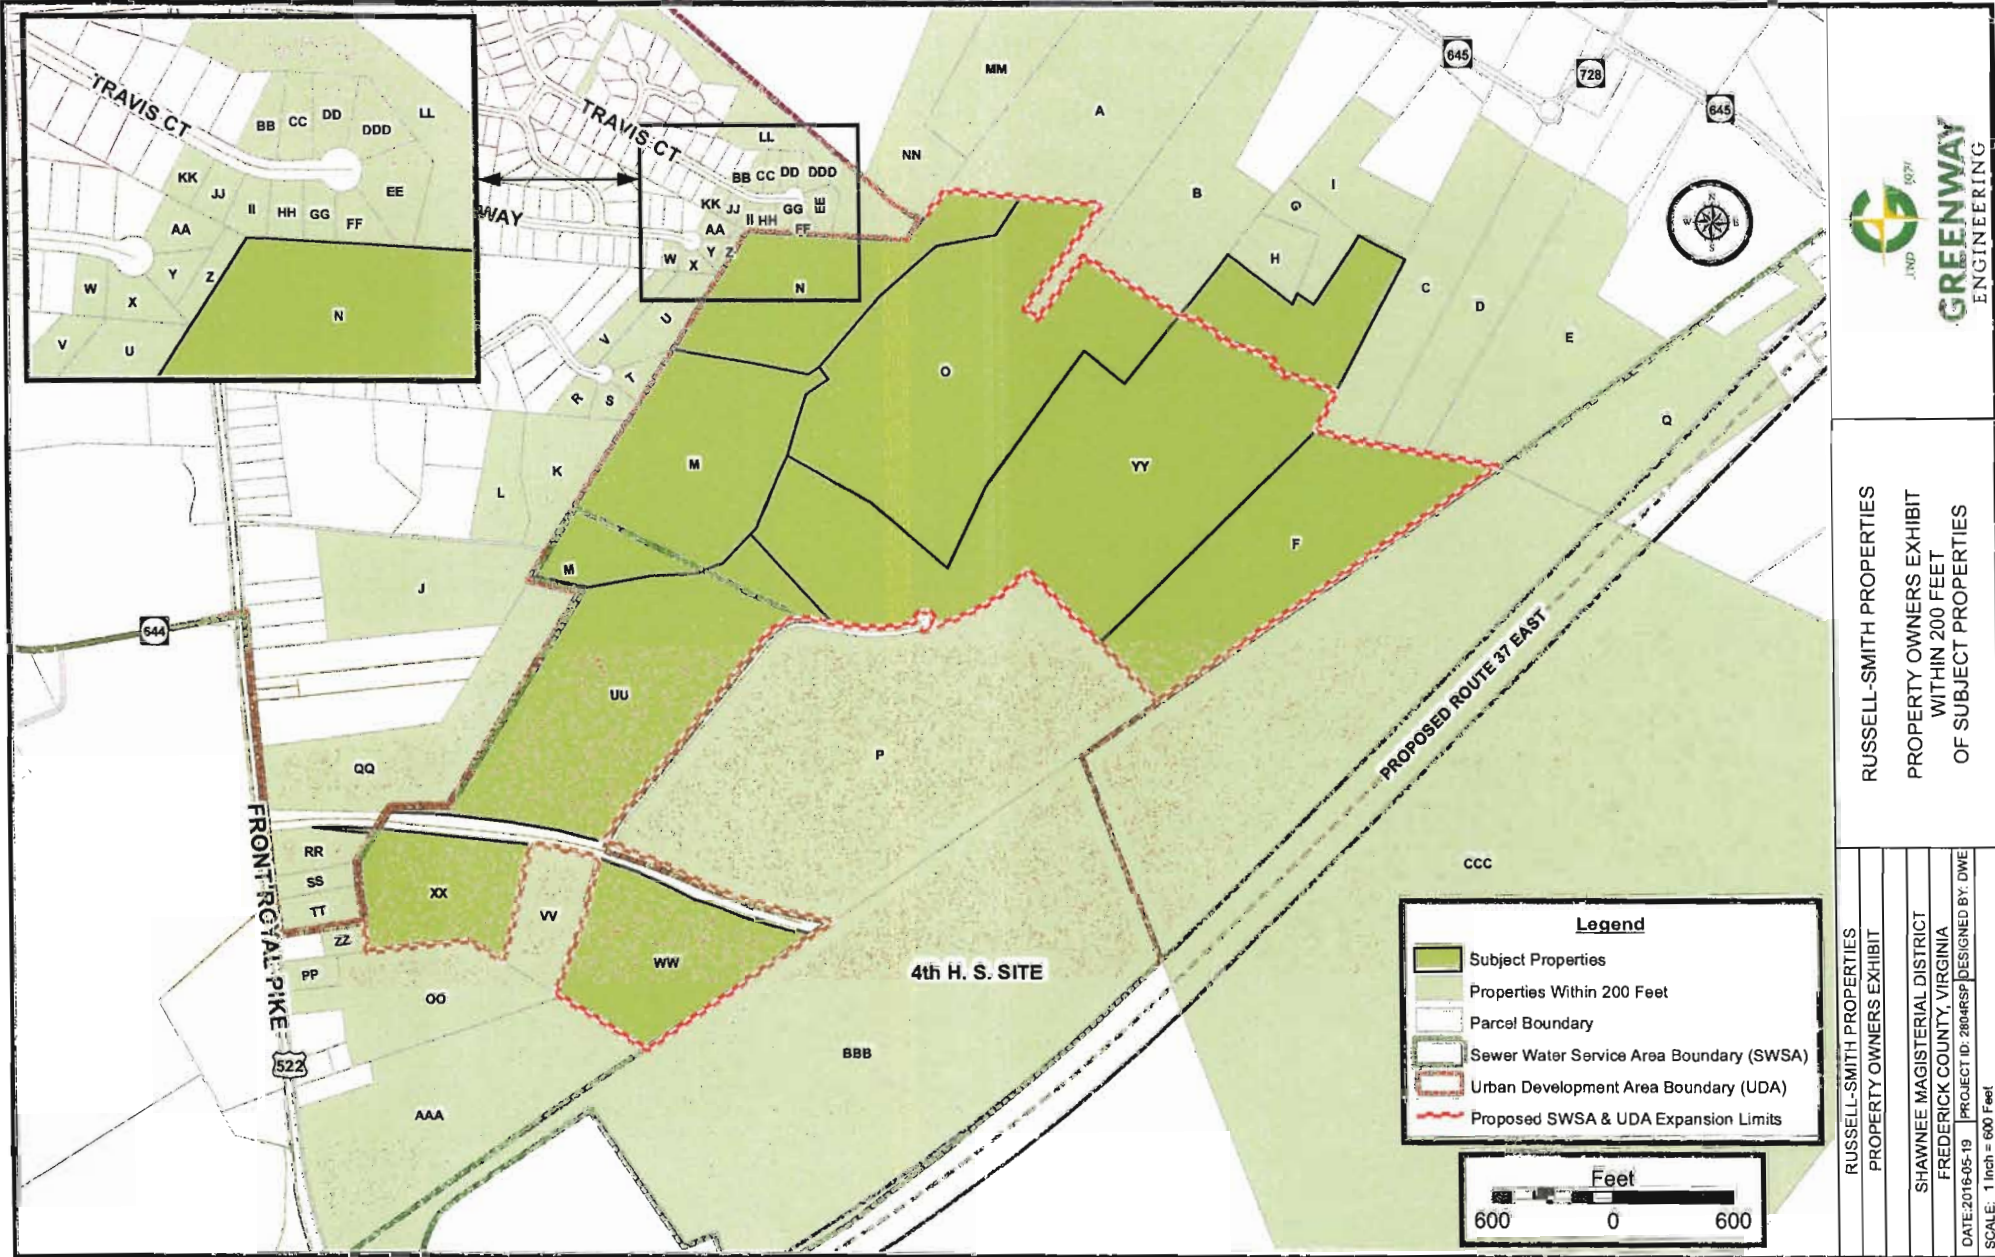 TRAVIS CT
BB CC DD DDD LL
KK JJ II HH GG FF EE
AA
W X Y Z
V U
N
TRAVIS CT
WAY
LL
BB CC DD DDD
KK JJ II HH GG EE
AA FF
W X Y Z
N
U
V
T
R S
MM
A
NN
B
I
G
H
C
D
E
Q
O
M
YY
K
L
M
F
J
UU
P
QQ
RR
SS
TT
XX
VV
WW
ZZ
PP
OO
AAA
BBB
CCC
645
728
645
644
522
N
W E
S
FRONT ROYAL PIKE
PROPOSED ROUTE 37 EAST
4th H. S. SITE
Legend
Subject Properties
Properties Within 200 Feet
Parcel Boundary
Sewer Water Service Area Boundary (SWSA)
Urban Development Area Boundary (UDA)
Proposed SWSA & UDA Expansion Limits
Feet
600 0 600
1971
GREENWAY
ENGINEERING
RUSSELL-SMITH PROPERTIES
PROPERTY OWNERS EXHIBIT
WITHIN 200 FEET
OF SUBJECT PROPERTIES
RUSSELL-SMITH PROPERTIES
PROPERTY OWNERS EXHIBIT
SHAWNEE MAGISTERIAL DISTRICT
FREDERICK COUNTY, VIRGINIA
DATE:2016-05-19 PROJECT ID: 2804RSP DESIGNED BY: DWE
SCALE: 1 Inch = 600 Feet